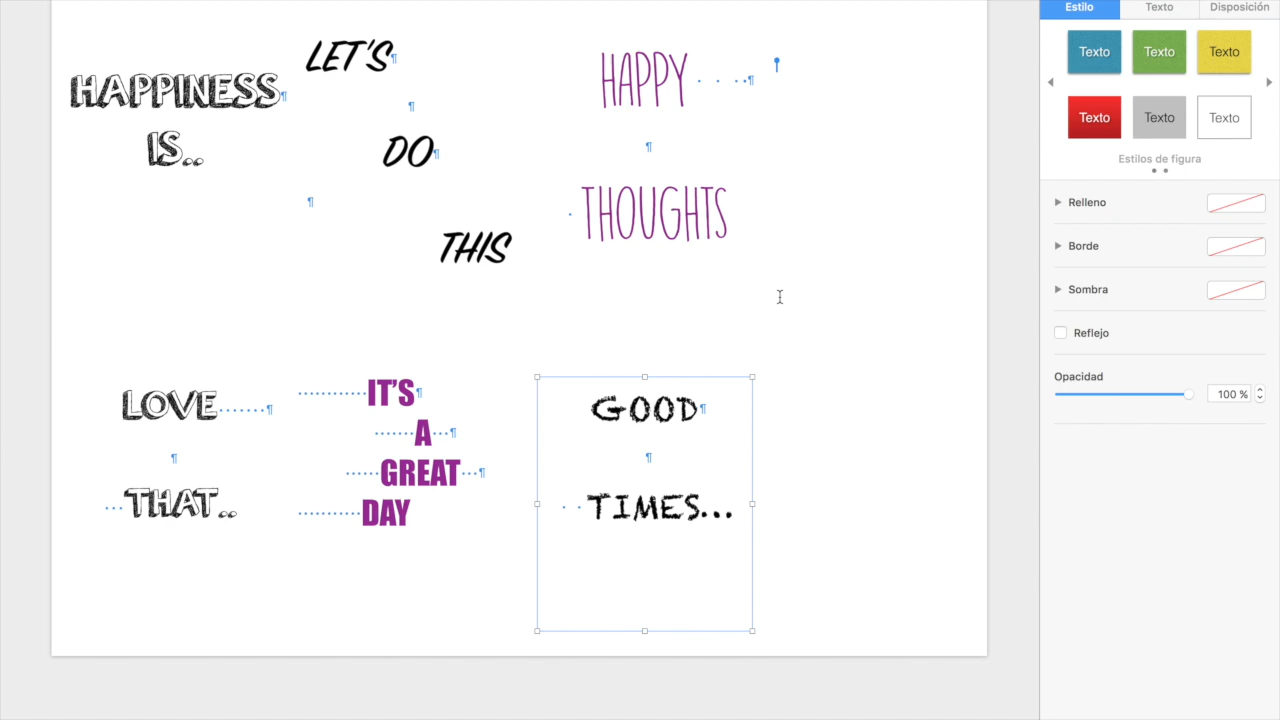 HAPPINESS
IS..
LET'S
DO
THIS
HAPPY
THOUGHTS
LOVE
THAT..
IT'S
A
GREAT
DAY
GOOD
TIMES...
Estilo Texto Disposición
Texto Texto Texto
Texto Texto Texto
Estilos de figura
Relleno
Borde
Sombra
Reflejo
Opacidad
100 %